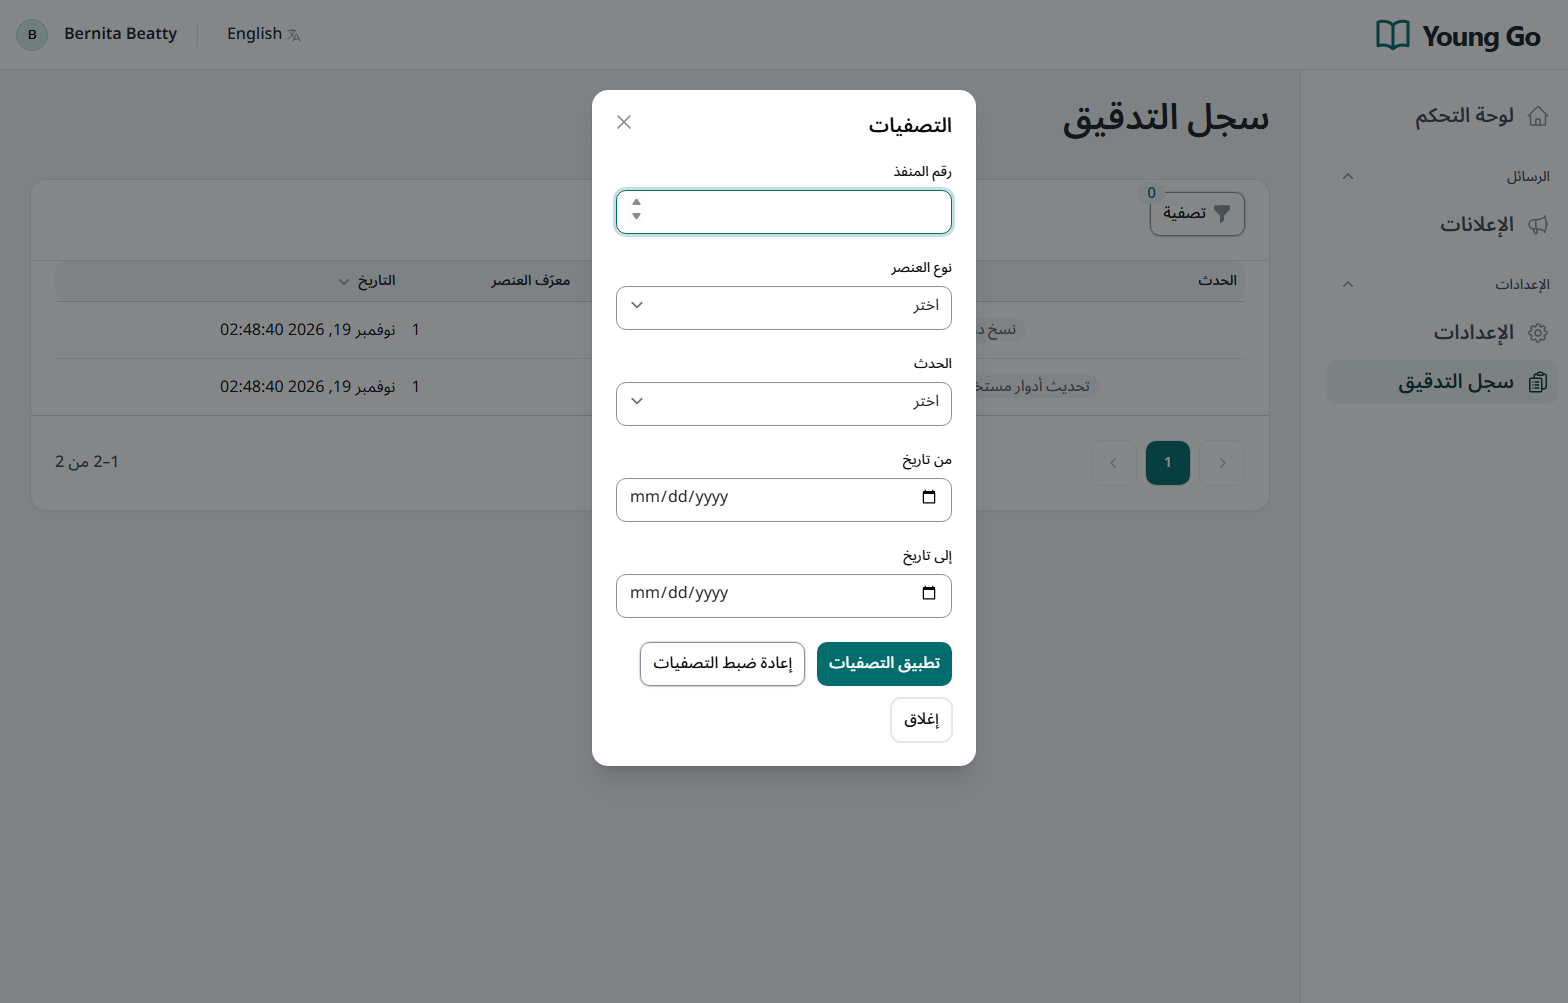 Young Go
English
Bernita Beatty
B
لوحة التحكم
الرسائل
الإعلانات
الإعدادات
الإعدادات
سجل التدقيق
سجل التدقيق
تصفية
0
الحدث
معرّف العنصر
التاريخ
1
نوفمبر 19, 2026 02:48:40
1
نوفمبر 19, 2026 02:48:40
نسخ
تحديث أدوار
1
1–2 من 2
التصفيات
رقم المنفذ
نوع العنصر
اختر
الحدث
اختر
من تاريخ
mm/dd/yyyy
إلى تاريخ
mm/dd/yyyy
تطبيق التصفيات
إعادة ضبط التصفيات
إغلاق